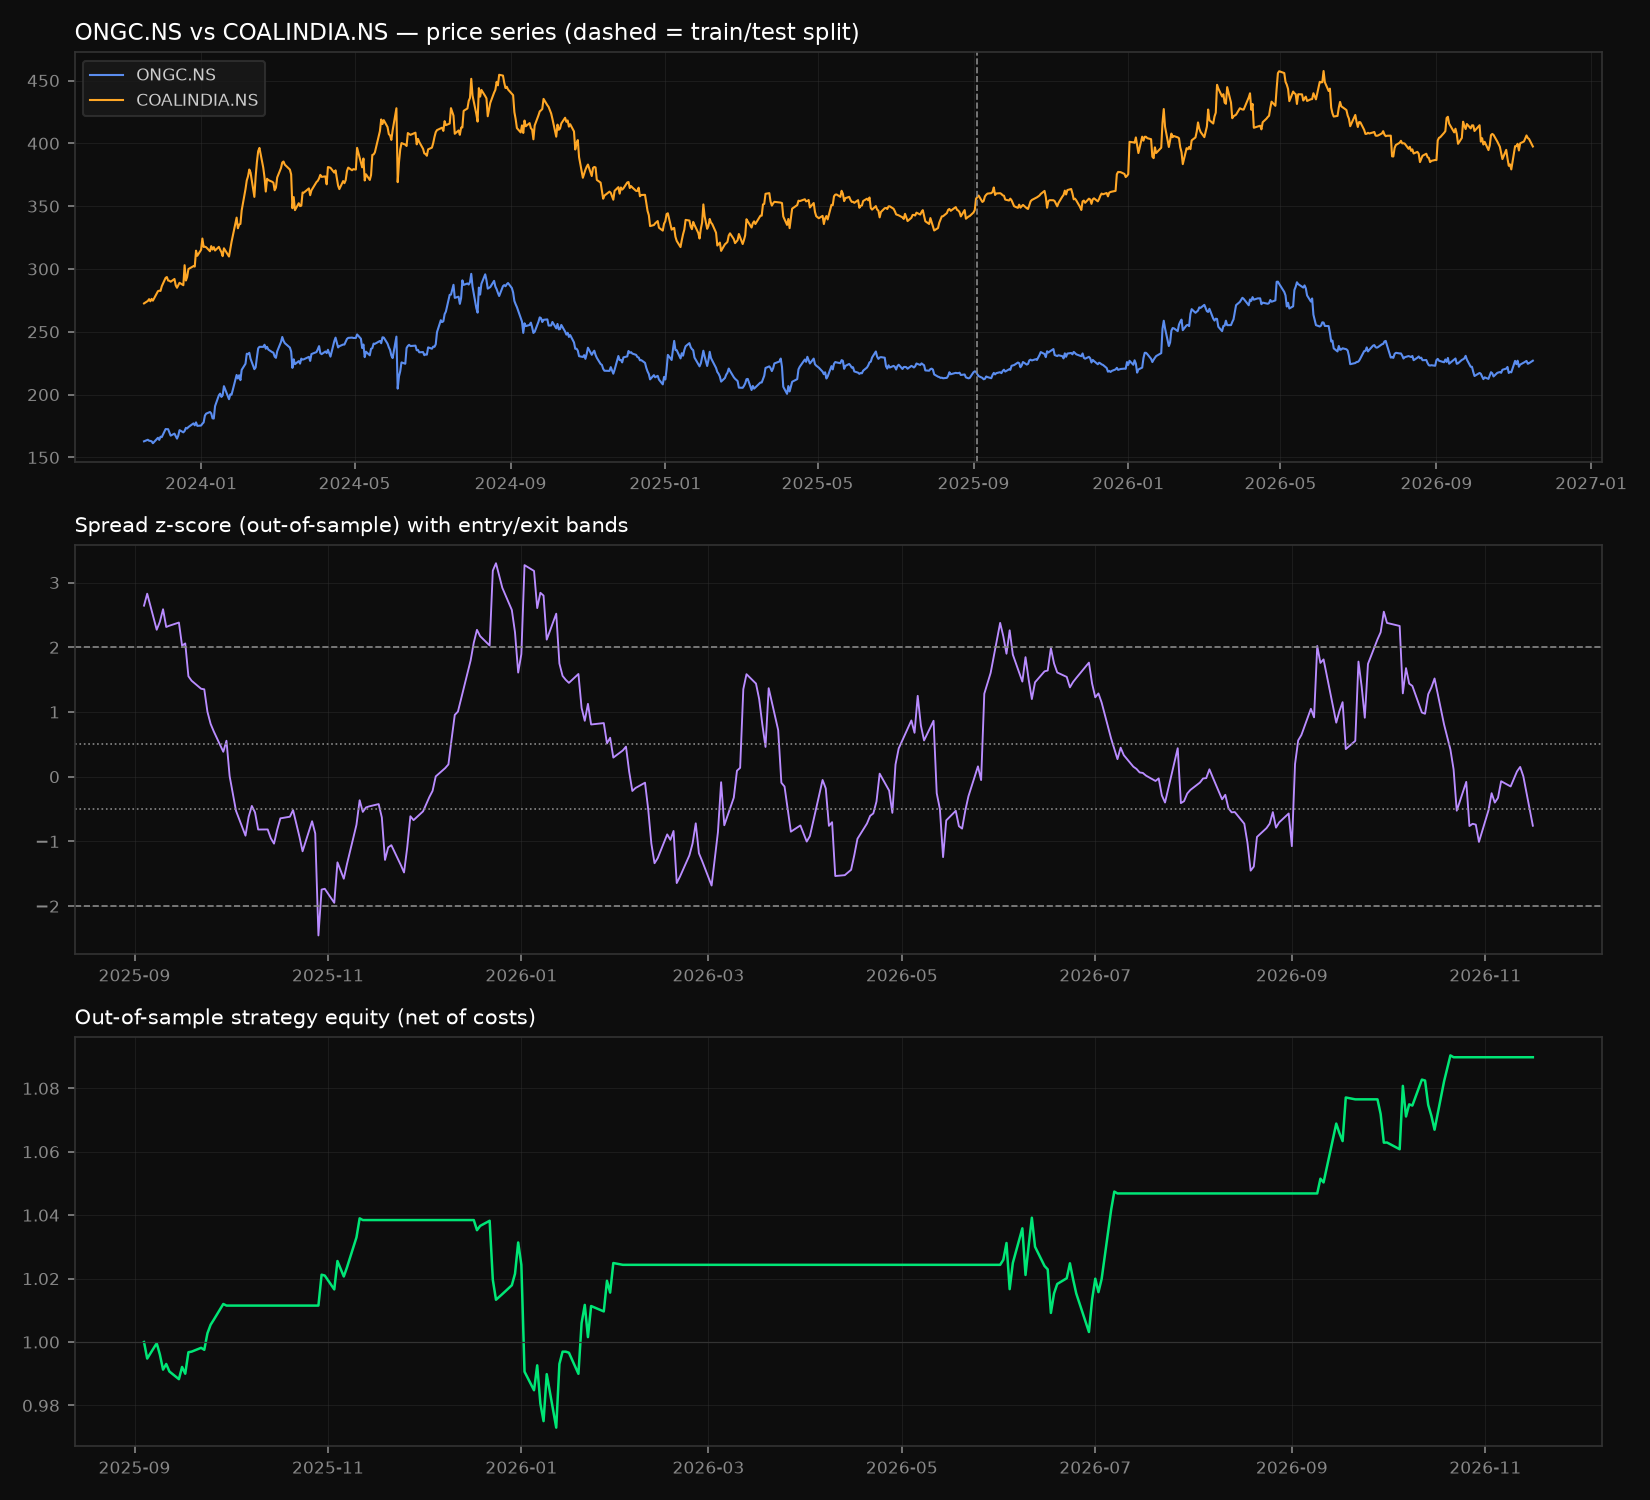 ONGC.NS vs COALINDIA.NS — price series (dashed = train/test split)
ONGC.NS
COALINDIA.NS
450
400
350
300
250
200
150
2024-01 2024-05 2024-09 2025-01 2025-05 2025-09 2026-01 2026-05 2026-09 2027-01
Spread z-score (out-of-sample) with entry/exit bands
3
2
1
0
−1
−2
2025-09 2025-11 2026-01 2026-03 2026-05 2026-07 2026-09 2026-11
Out-of-sample strategy equity (net of costs)
1.08
1.06
1.04
1.02
1.00
0.98
2025-09 2025-11 2026-01 2026-03 2026-05 2026-07 2026-09 2026-11